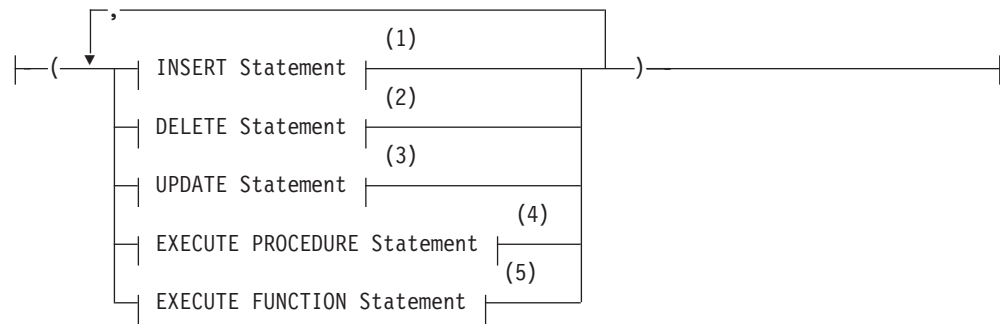 ,
(1)
( INSERT Statement )
(2)
DELETE Statement
(3)
UPDATE Statement
(4)
EXECUTE PROCEDURE Statement
(5)
EXECUTE FUNCTION Statement